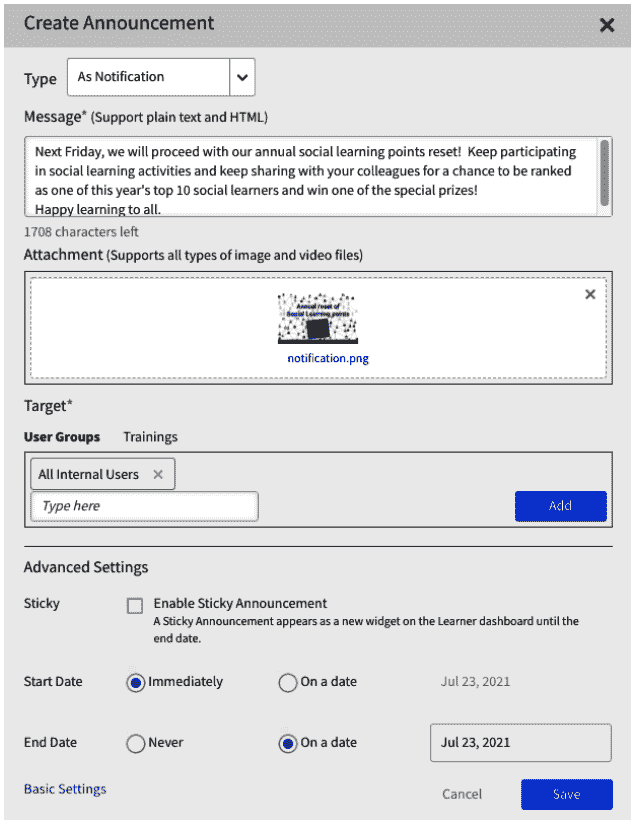 Create Announcement
Type
As Notification
Message* (Support plain text and HTML)
Next Friday, we will proceed with our annual social learning points reset! Keep participating
in social learning activities and keep sharing with your colleagues for a chance to be ranked
as one of this year's top 10 social learners and win one of the special prizes!
Happy learning to all.
1708 characters left
Attachment (Supports all types of image and video files)
Annual reset of
Social Learning points
notification.png
Target*
User Groups Trainings
All Internal Users
Type here
Add
Advanced Settings
Sticky
Enable Sticky Announcement
A Sticky Announcement appears as a new widget on the Learner dashboard until the
end date.
Start Date Immediately On a date Jul 23, 2021
End Date Never On a date Jul 23, 2021
Basic Settings Cancel Save